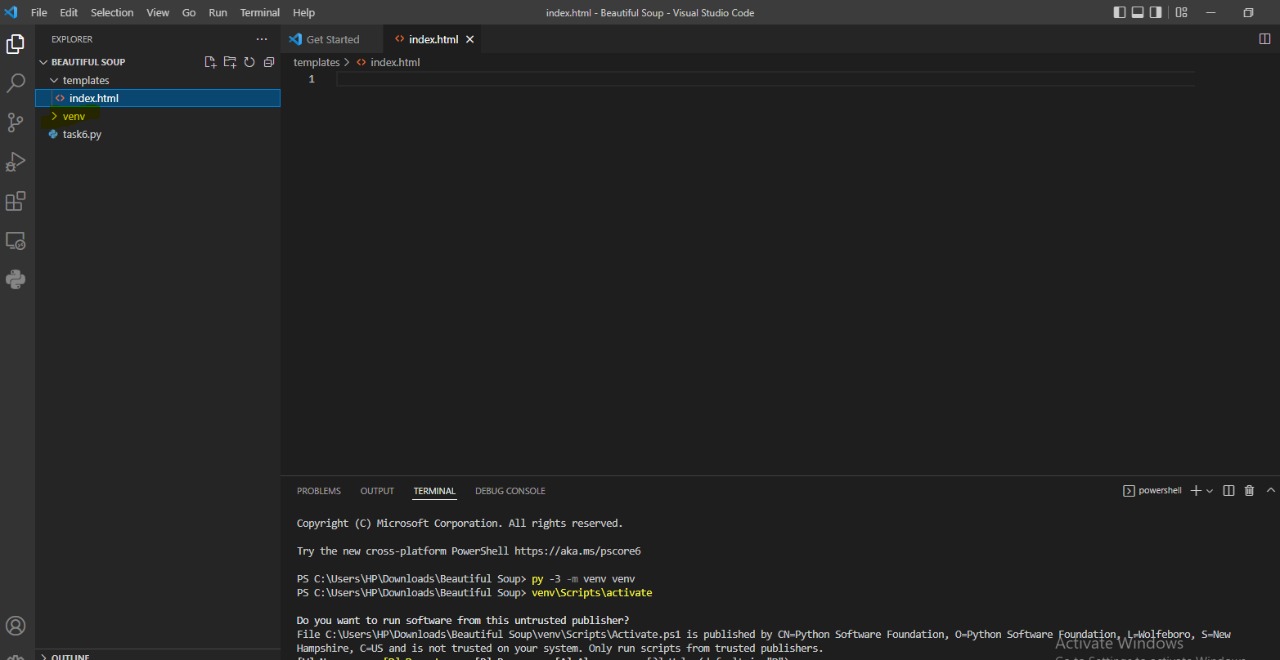 File Edit Selection View Go Run Terminal Help
index.html - Beautiful Soup - Visual Studio Code
EXPLORER
BEAUTIFUL SOUP
templates
index.html
venv
task6.py
Get Started
index.html
templates > index.html
1
PROBLEMS OUTPUT TERMINAL DEBUG CONSOLE
powershell
Copyright (C) Microsoft Corporation. All rights reserved.
Try the new cross-platform PowerShell https://aka.ms/pscore6
PS C:\Users\HP\Downloads\Beautiful Soup> py -3 -m venv venv
PS C:\Users\HP\Downloads\Beautiful Soup> venv\Scripts\activate
Do you want to run software from this untrusted publisher?
File C:\Users\HP\Downloads\Beautiful Soup\venv\Scripts\Activate.ps1 is published by CN=Python Software Foundation, O=Python Software Foundation, L=Wolfeboro, S=New
Hampshire, C=US and is not trusted on your system. Only run scripts from trusted publishers.
Activate Windows
OUTLINE